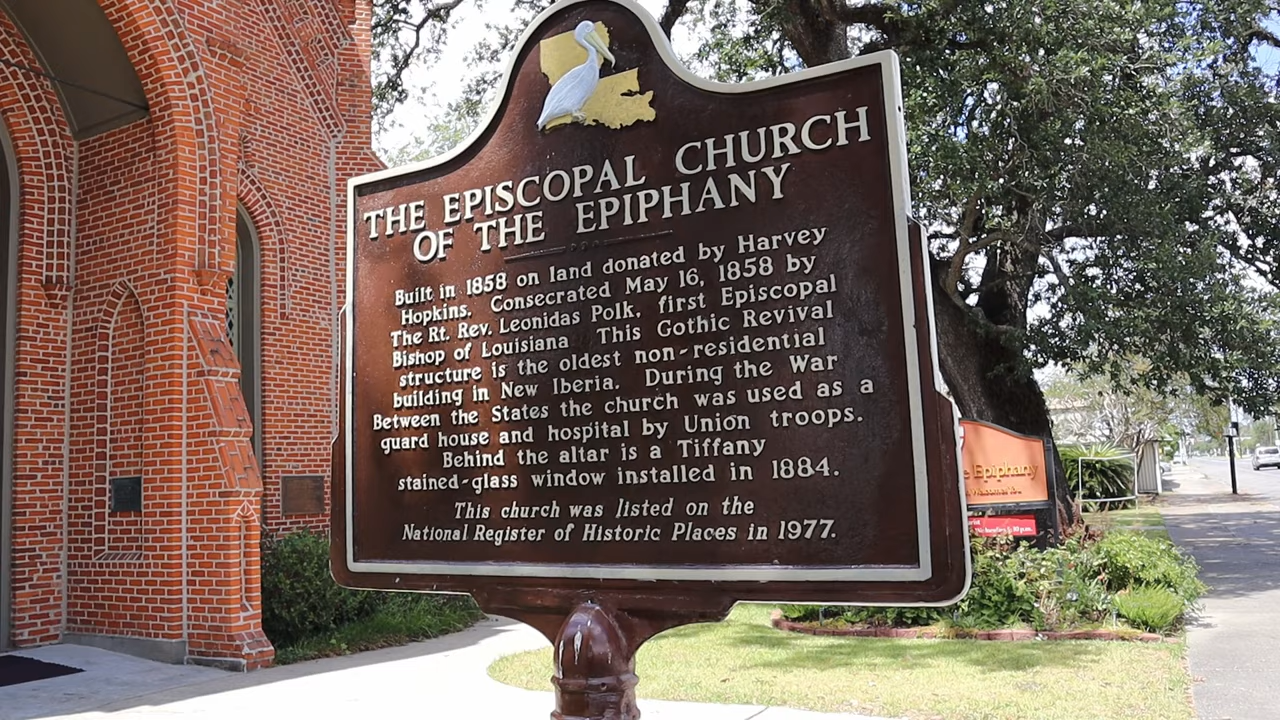 THE EPISCOPAL CHURCH
OF THE EPIPHANY
Built in 1858 on land donated by Harvey
Hopkins. Consecrated May 16, 1858 by
The Rt. Rev. Leonidas Polk, first Episcopal
Bishop of Louisiana This Gothic Revival
structure is the oldest non-residential
building in New Iberia. During the War
Between the States the church was used as a
guard house and hospital by Union troops.
Behind the altar is a Tiffany
stained-glass window installed in 1884.
This church was listed on the
National Register of Historic Places in 1977.
e Epiphany